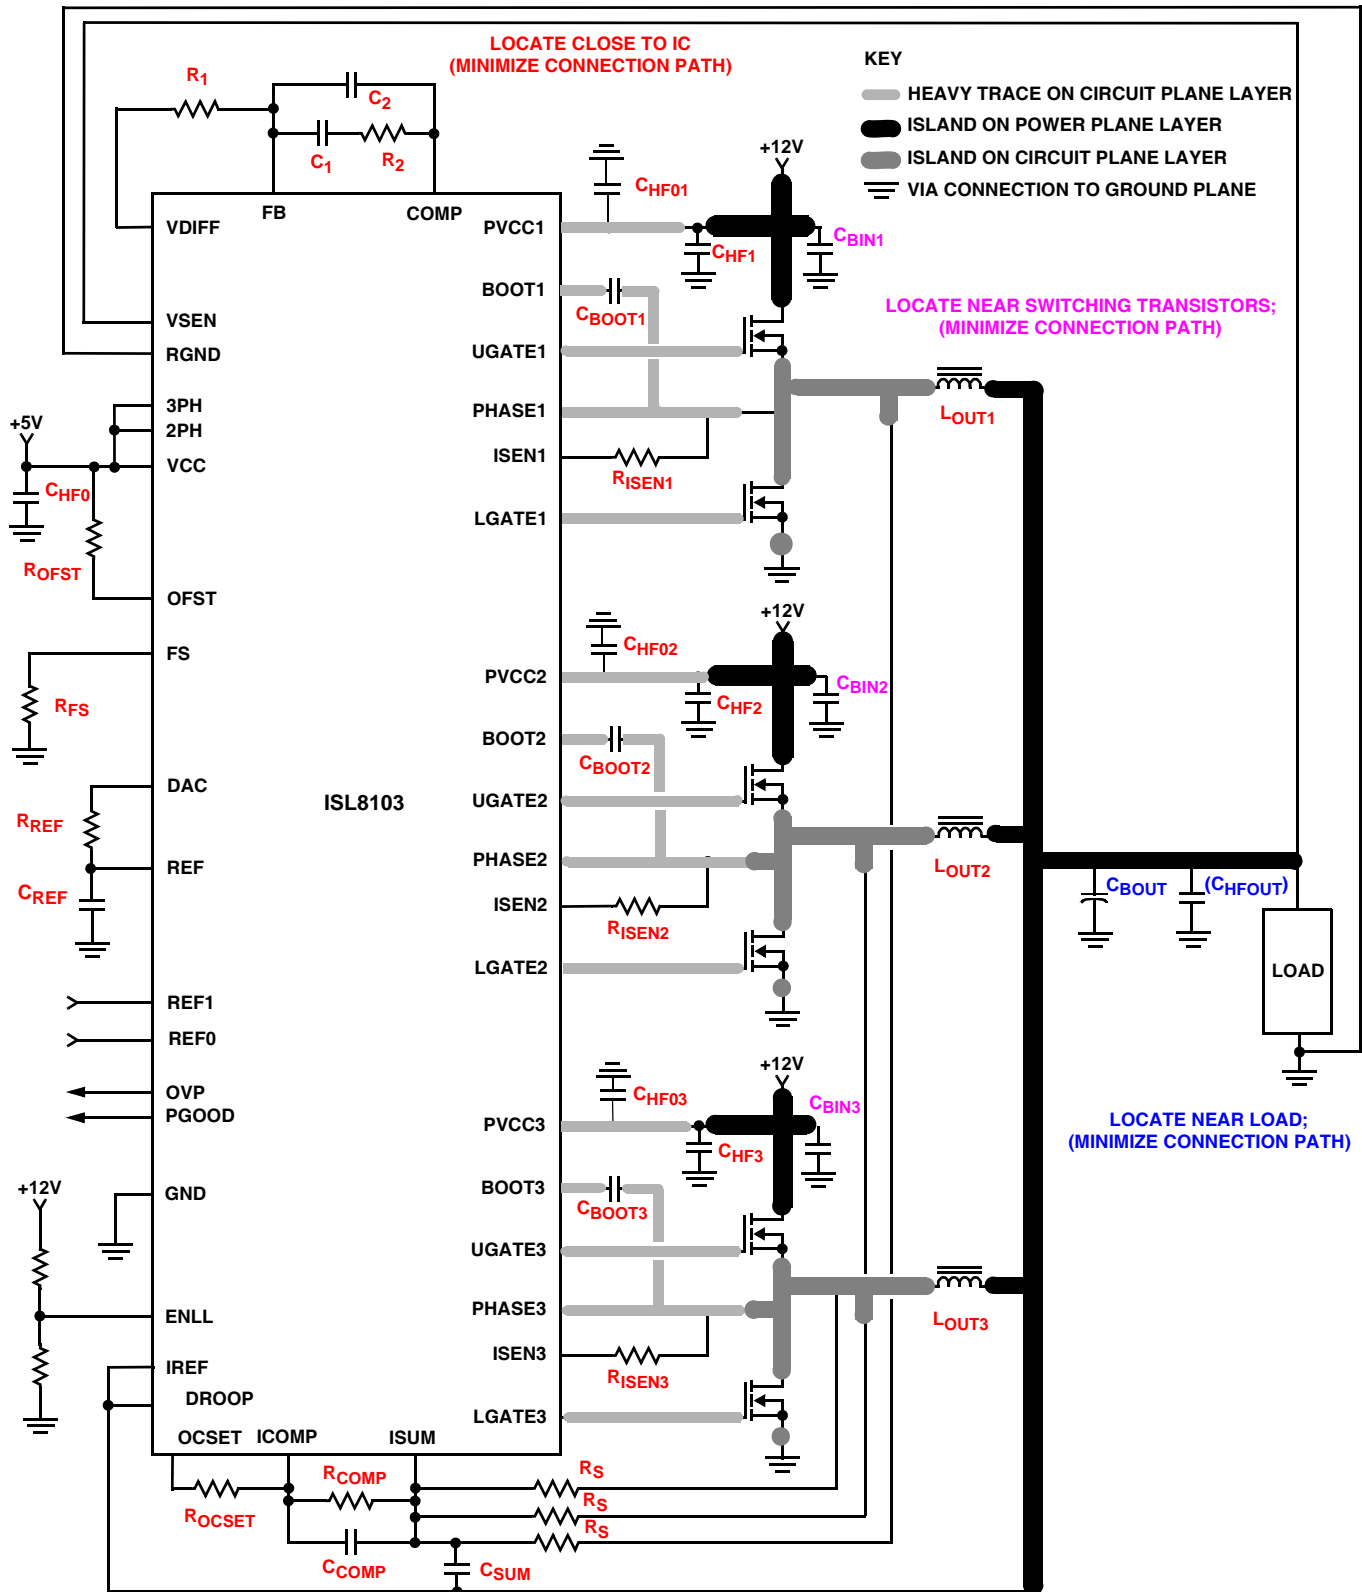 LOCATE CLOSE TO IC
(MINIMIZE CONNECTION PATH)
KEY
HEAVY TRACE ON CIRCUIT PLANE LAYER
ISLAND ON POWER PLANE LAYER
ISLAND ON CIRCUIT PLANE LAYER
VIA CONNECTION TO GROUND PLANE
R1
C2
C1
R2
+12V
CHF01
FB
COMP
VDIFF
PVCC1
CHF1
CBIN1
BOOT1
CBOOT1
LOCATE NEAR SWITCHING TRANSISTORS;
(MINIMIZE CONNECTION PATH)
VSEN
RGND
UGATE1
3PH
2PH
PHASE1
LOUT1
+5V
VCC
ISEN1
CHF0
RISEN1
LGATE1
ROFST
OFST
+12V
FS
CHF02
PVCC2
CBIN2
RFS
CHF2
BOOT2
CBOOT2
DAC
ISL8103
UGATE2
RREF
REF
PHASE2
LOUT2
CREF
CBOUT
(CHFOUT)
ISEN2
RISEN2
LGATE2
LOAD
REF1
REF0
+12V
OVP
PGOOD
CHF03
PVCC3
CBIN3
LOCATE NEAR LOAD;
(MINIMIZE CONNECTION PATH)
CHF3
+12V
GND
BOOT3
CBOOT3
UGATE3
ENLL
PHASE3
LOUT3
IREF
ISEN3
RISEN3
DROOP
LGATE3
OCSET
ICOMP
ISUM
RCOMP
RS
ROCSET
RS
RS
CCOMP
CSUM